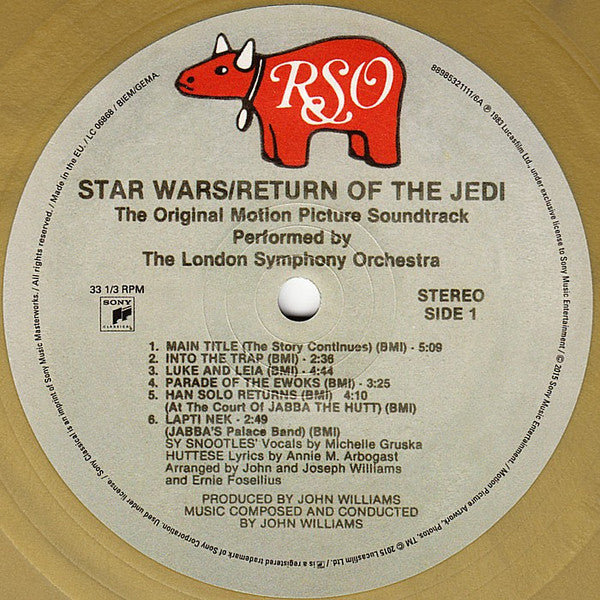 RSO
STAR WARS/RETURN OF THE JEDI
The Original Motion Picture Soundtrack
Performed by
The London Symphony Orchestra
33 1/3 RPM
SONY
CLASSICAL
STEREO
SIDE 1
1. MAIN TITLE (The Story Continues) (BMI) - 5:09
2. INTO THE TRAP (BMI) - 2:36
3. LUKE AND LEIA (BMI) - 4:44
4. PARADE OF THE EWOKS (BMI) - 3:25
5. HAN SOLO RETURNS (BMI) 4:10
(At The Court Of JABBA THE HUTT) (BMI)
6. LAPTI NEK - 2:49
(JABBA'S Palace Band) (BMI)
SY SNOOTLES' Vocals by Michelle Gruska
HUTTESE Lyrics by Annie M. Arbogast
Arranged by John and Joseph Williams
and Ernie Fosellius
PRODUCED BY JOHN WILLIAMS
MUSIC COMPOSED AND CONDUCTED
BY JOHN WILLIAMS
88985321111/6A ℗ 1983 Lucasfilm Ltd., under exclusive license to Sony Music Entertainment / © 2015 Sony Music Entertainment. / Motion Picture Artwork, Photos, TM © 2015 Lucasfilm Ltd. / is a registered trademark of Sony Corporation. Used under license. / Sony Classical is an imprint of Sony Music Masterworks. / All rights reserved. / Made in the EU. / LC 06868 / BIEM/GEMA.